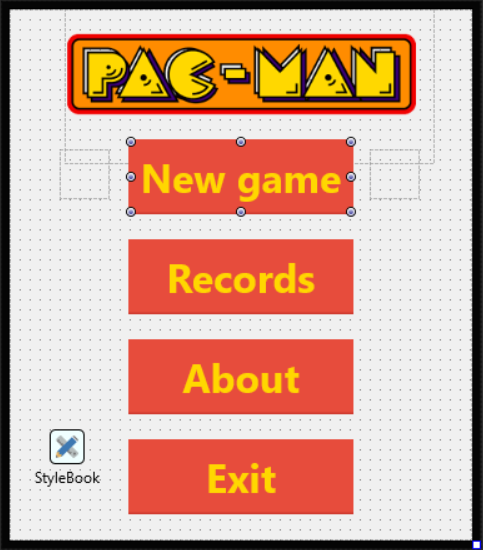 PAC-MAN
New game
Records
About
StyleBook
Exit